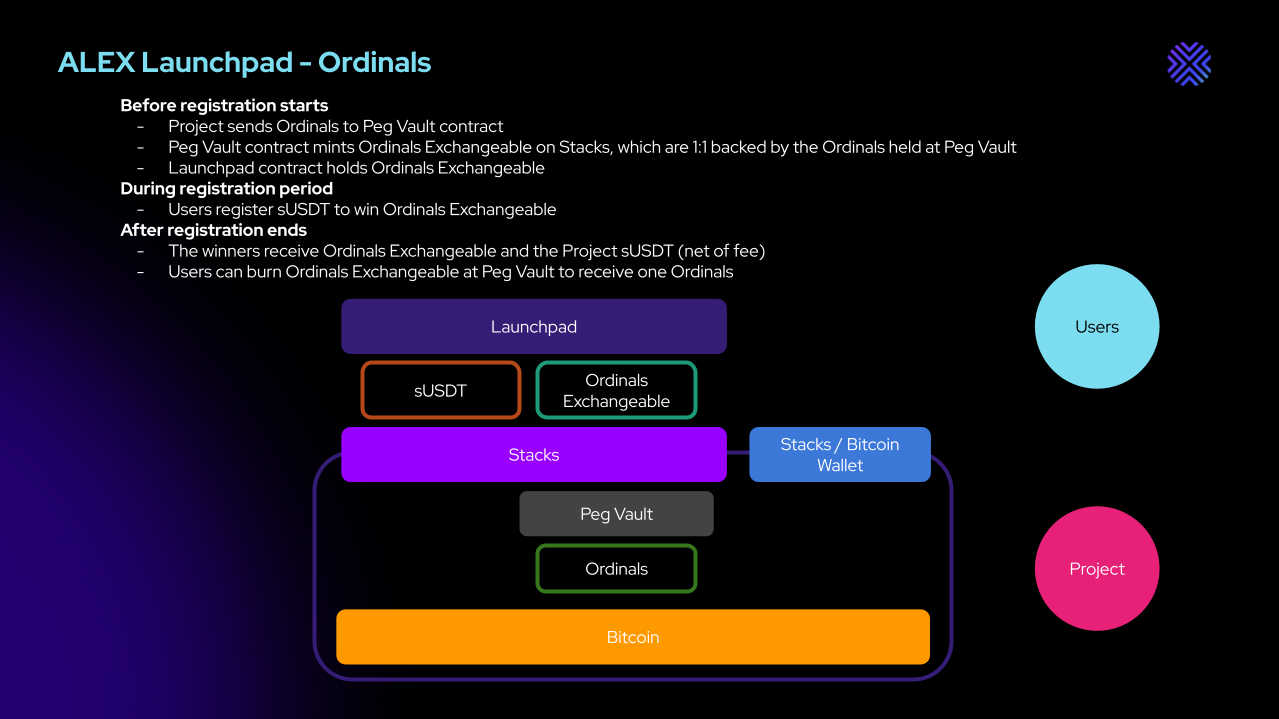 ALEX Launchpad - Ordinals
Before registration starts
- Project sends Ordinals to Peg Vault contract
- Peg Vault contract mints Ordinals Exchangeable on Stacks, which are 1:1 backed by the Ordinals held at Peg Vault
- Launchpad contract holds Ordinals Exchangeable
During registration period
- Users register sUSDT to win Ordinals Exchangeable
After registration ends
- The winners receive Ordinals Exchangeable and the Project sUSDT (net of fee)
- Users can burn Ordinals Exchangeable at Peg Vault to receive one Ordinals
Launchpad
Users
sUSDT
Ordinals
Exchangeable
Stacks
Stacks / Bitcoin
Wallet
Peg Vault
Ordinals
Project
Bitcoin